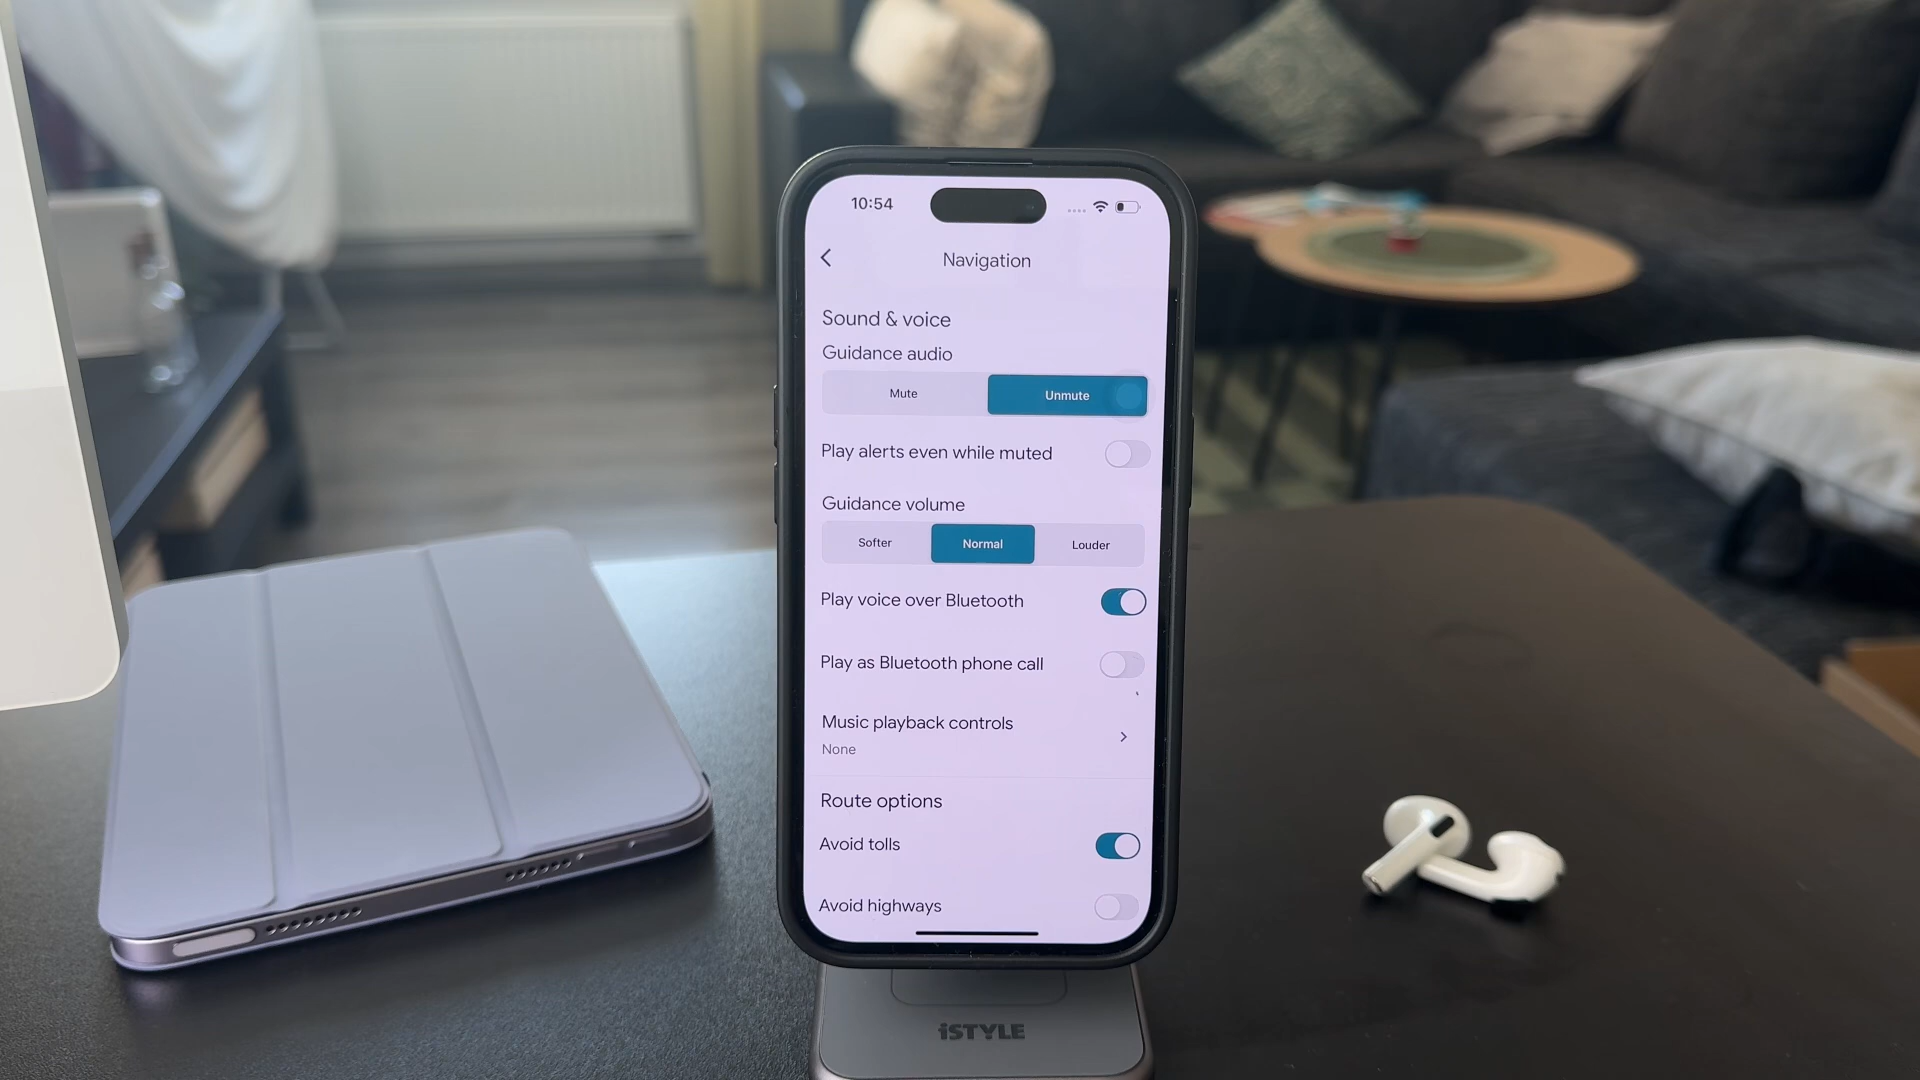 10:54
Navigation
Sound & voice
Guidance audio
Mute
Unmute
Play alerts even while muted
Guidance volume
Softer
Normal
Louder
Play voice over Bluetooth
Play as Bluetooth phone call
Music playback controls
None
Route options
Avoid tolls
Avoid highways
iSTYLE